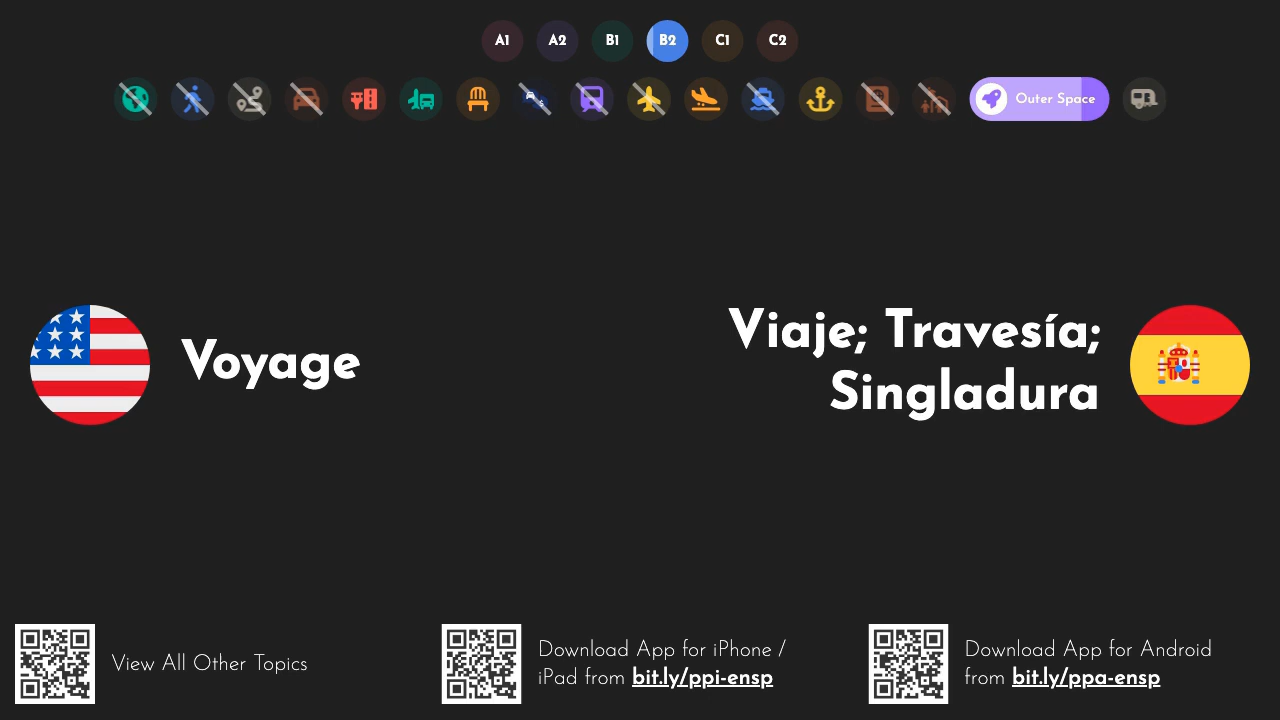 A1 A2 B1 B2 C1 C2
Outer Space
Voyage
Viaje; Travesía;
Singladura
View All Other Topics
Download App for iPhone /
iPad from bit.ly/ppi-ensp
Download App for Android
from bit.ly/ppa-ensp